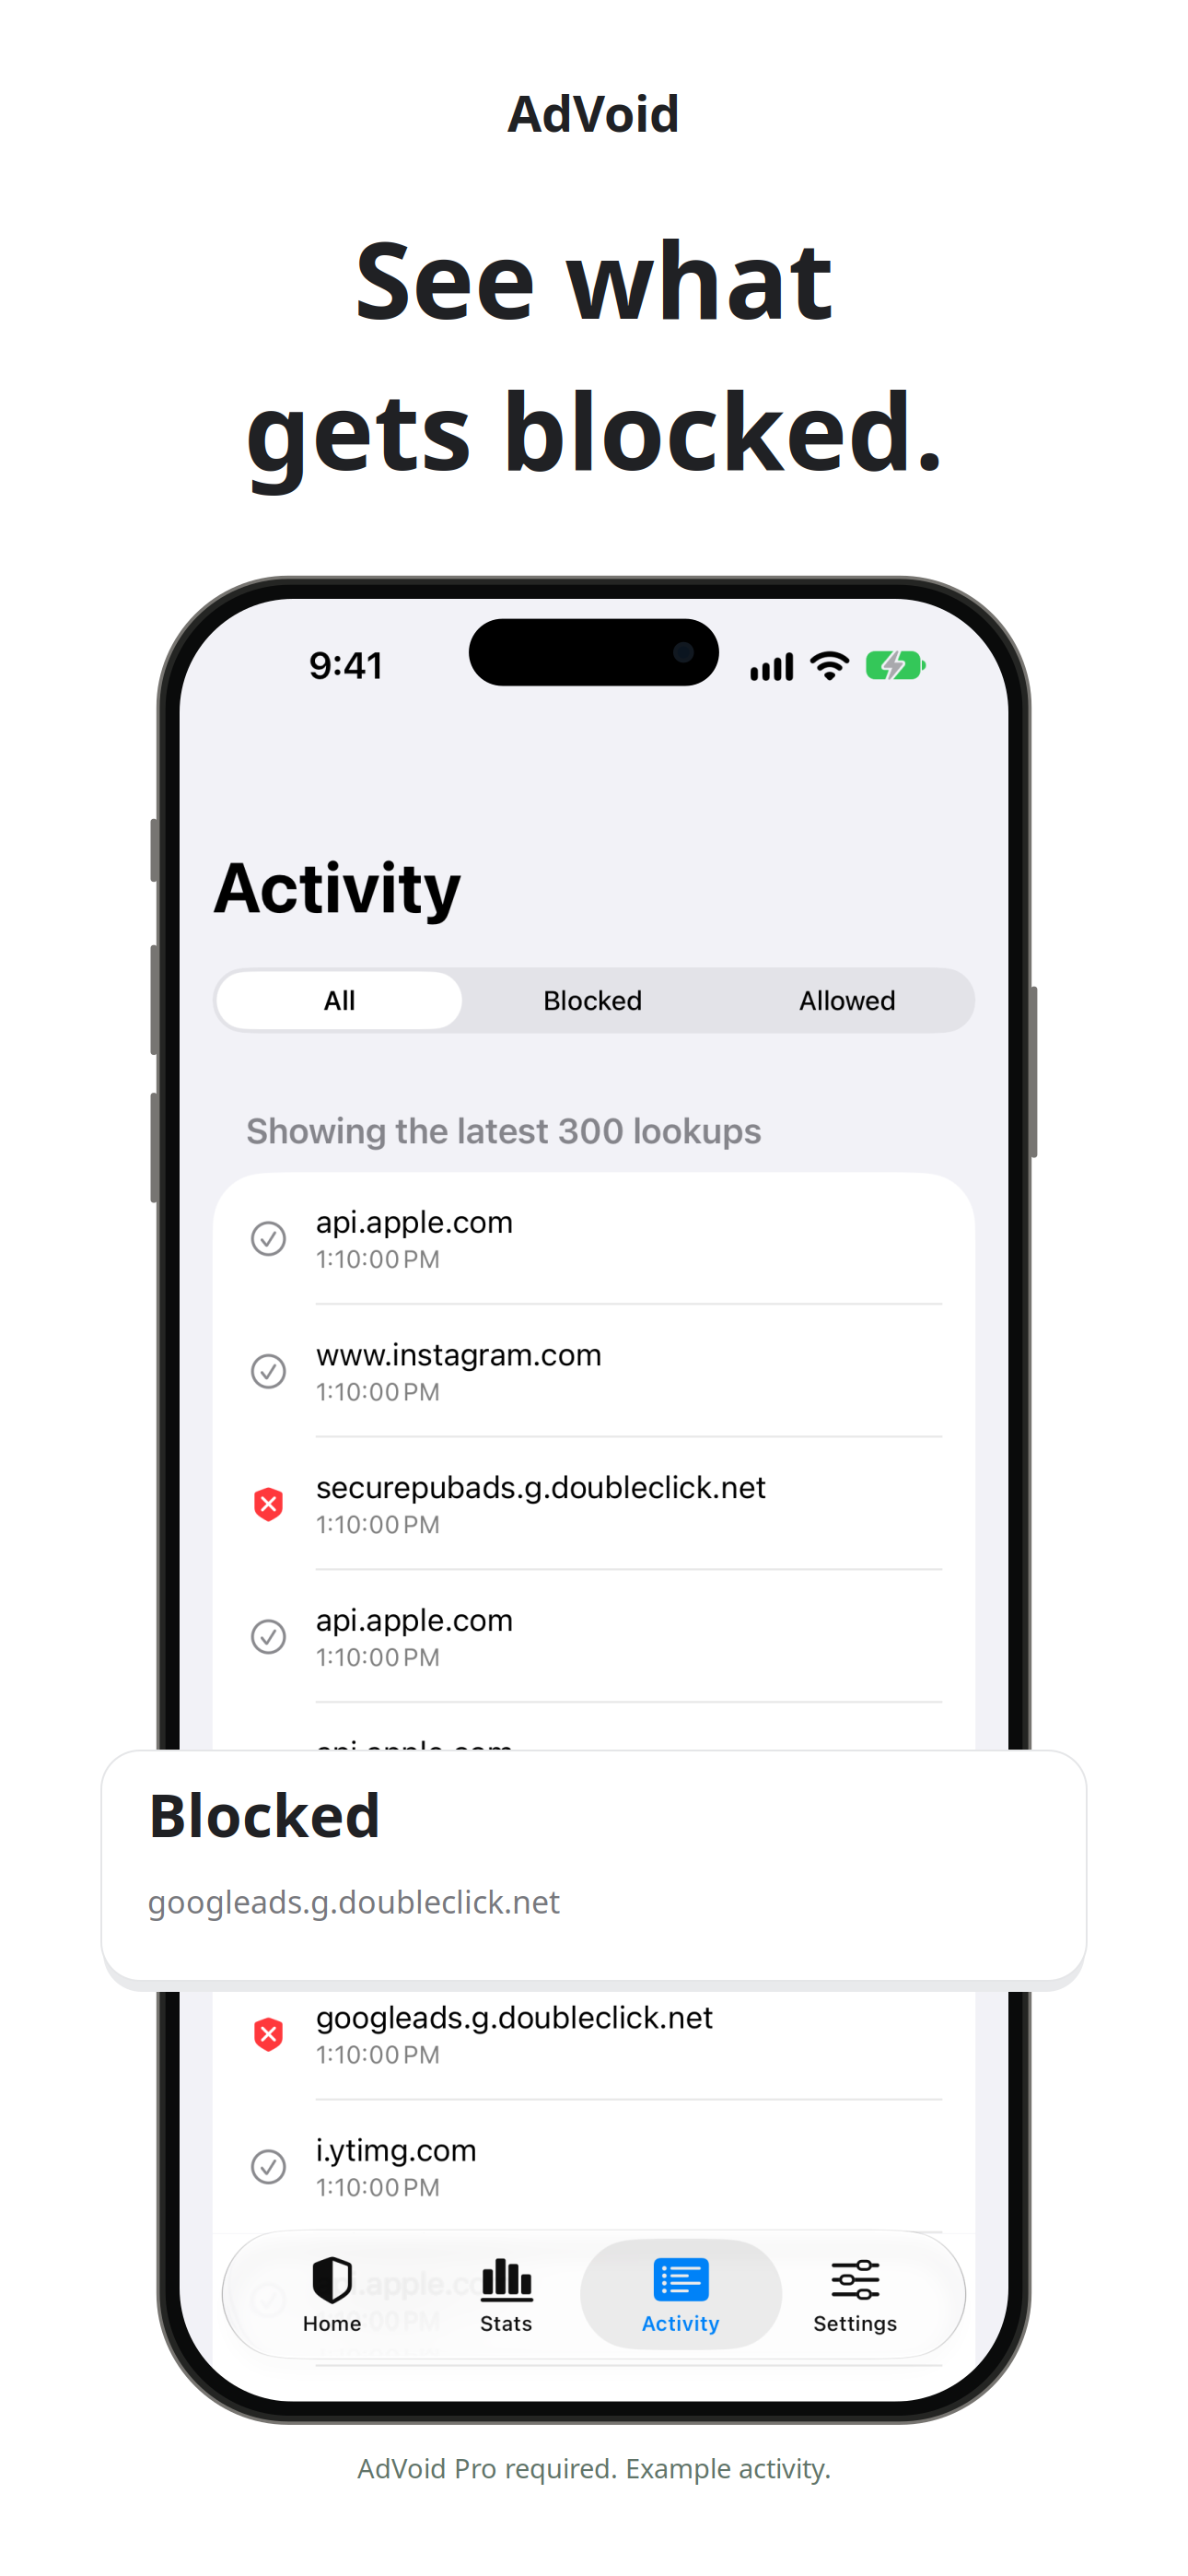 AdVoid
See what
gets blocked.
9:41
Activity
All
Blocked
Allowed
Showing the latest 300 lookups
api.apple.com
1:10:00 PM
www.instagram.com
1:10:00 PM
securepubads.g.doubleclick.net
1:10:00 PM
api.apple.com
1:10:00 PM
api.apple.com
Blocked
googleads.g.doubleclick.net
googleads.g.doubleclick.net
1:10:00 PM
i.ytimg.com
1:10:00 PM
Home
Stats
Activity
Settings
AdVoid Pro required. Example activity.